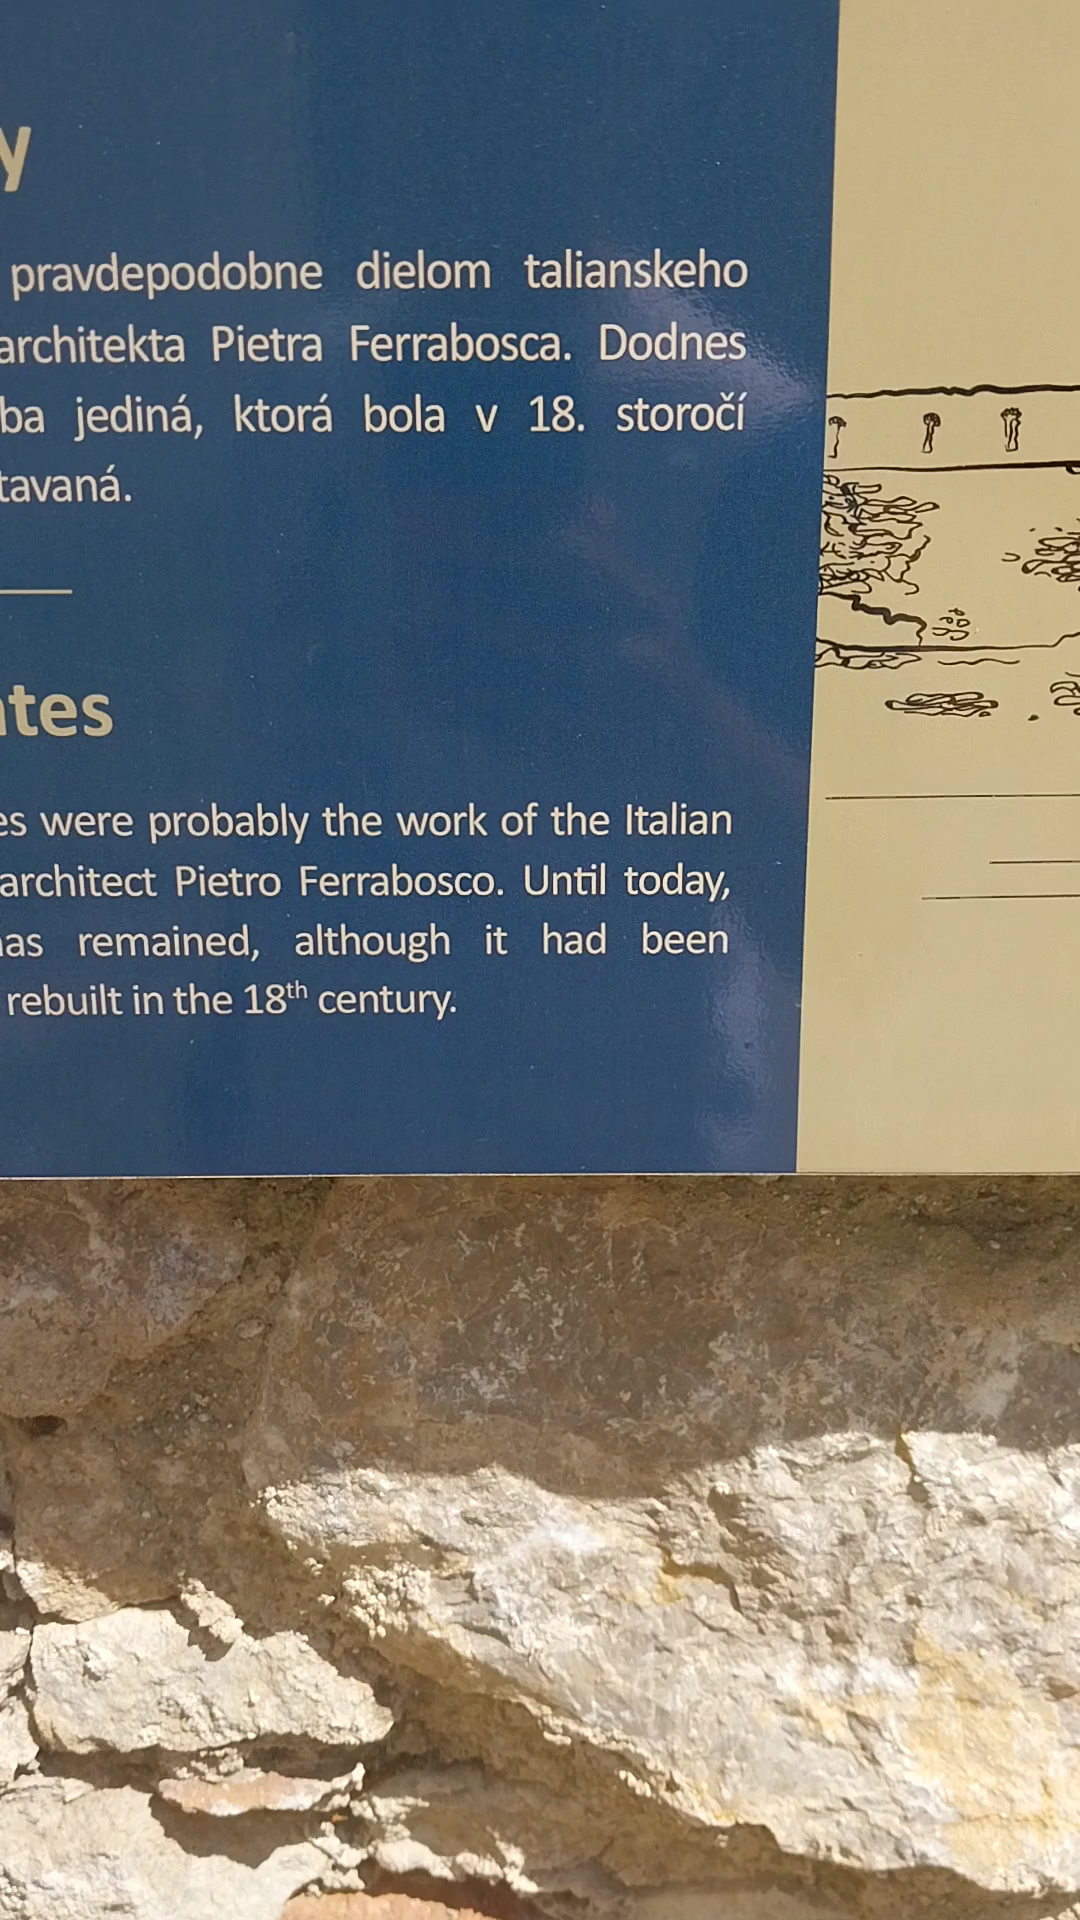 y
pravdepodobne dielom talianskeho
architekta Pietra Ferrabosca. Dodnes
ba jediná, ktorá bola v 18. storočí
tavaná.
tes
es were probably the work of the Italian
architect Pietro Ferrabosco. Until today,
as remained, although it had been
rebuilt in the 18th century.